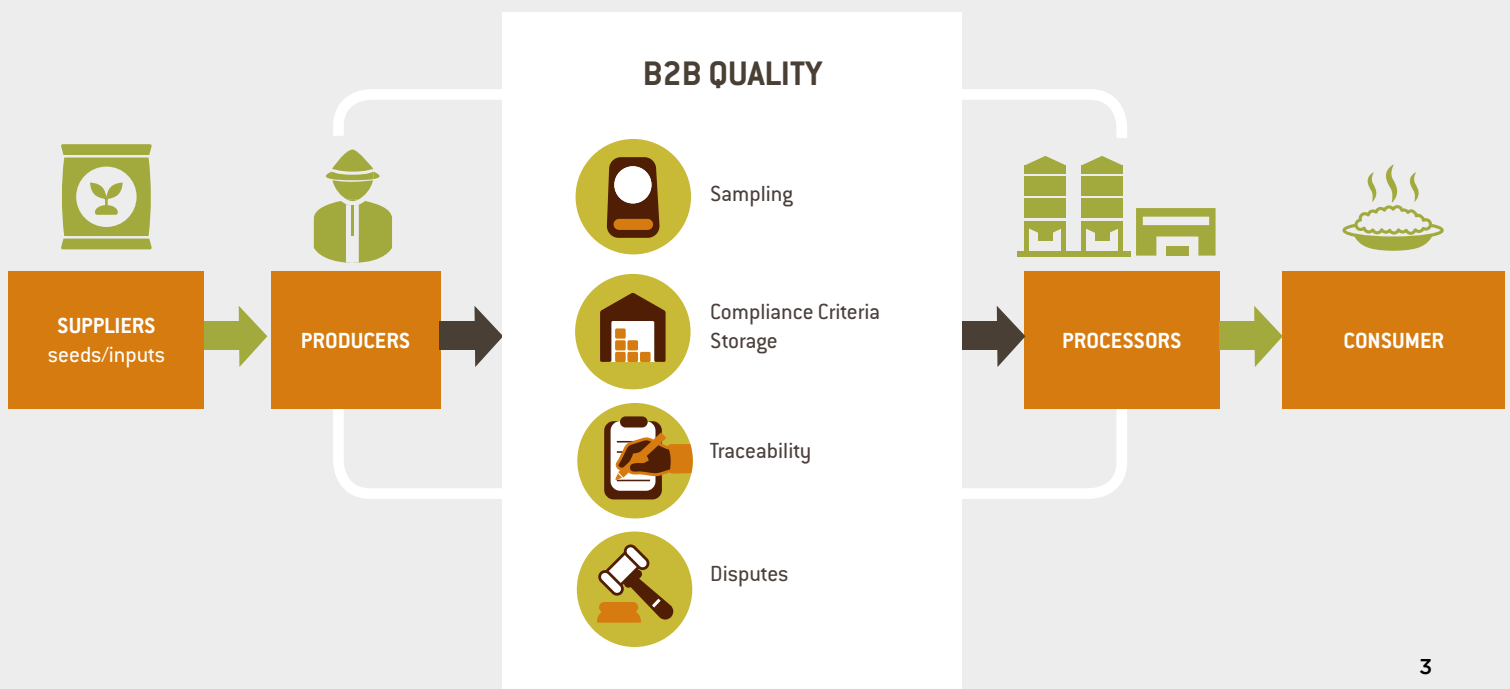 B2B QUALITY
Sampling
Compliance Criteria
Storage
Traceability
Disputes
SUPPLIERS
seeds/inputs
PRODUCERS
PROCESSORS
CONSUMER
3